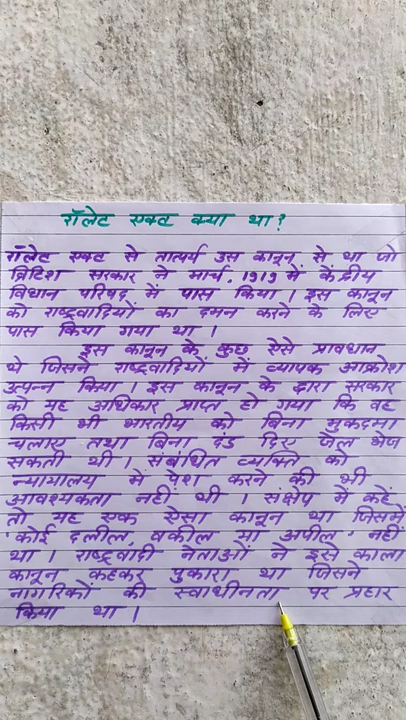 रॉलेट एक्ट क्या था?
रॉलेट एक्ट से तात्पर्य उस कानून से था जो
ब्रिटिश सरकार ने मार्च, 1919 में केंद्रीय
विधान परिषद में पास किया। इस कानून
को राष्ट्रवादियों का दमन करने के लिए
पास किया गया था।
इस कानून के कुछ ऐसे प्रावधान
थे जिसने राष्ट्रवादियों में व्यापक आक्रोश
उत्पन्न किया। इस कानून के द्वारा सरकार
को यह अधिकार प्राप्त हो गया कि वह
किसी भी भारतीय को बिना मुकदमा
चलाए तथा बिना दंड दिए जेल भेज
सकती थी। संबंधित व्यक्ति को
न्यायालय में पेश करने की भी
आवश्यकता नहीं थी। संक्षेप में कहें
तो यह एक ऐसा कानून था जिसमें
'कोई दलील, वकील या अपील' नहीं
था। राष्ट्रवादी नेताओं ने इसे काला
कानून कहकर पुकारा था जिसने
नागरिकों की स्वाधीनता पर प्रहार
किया था।